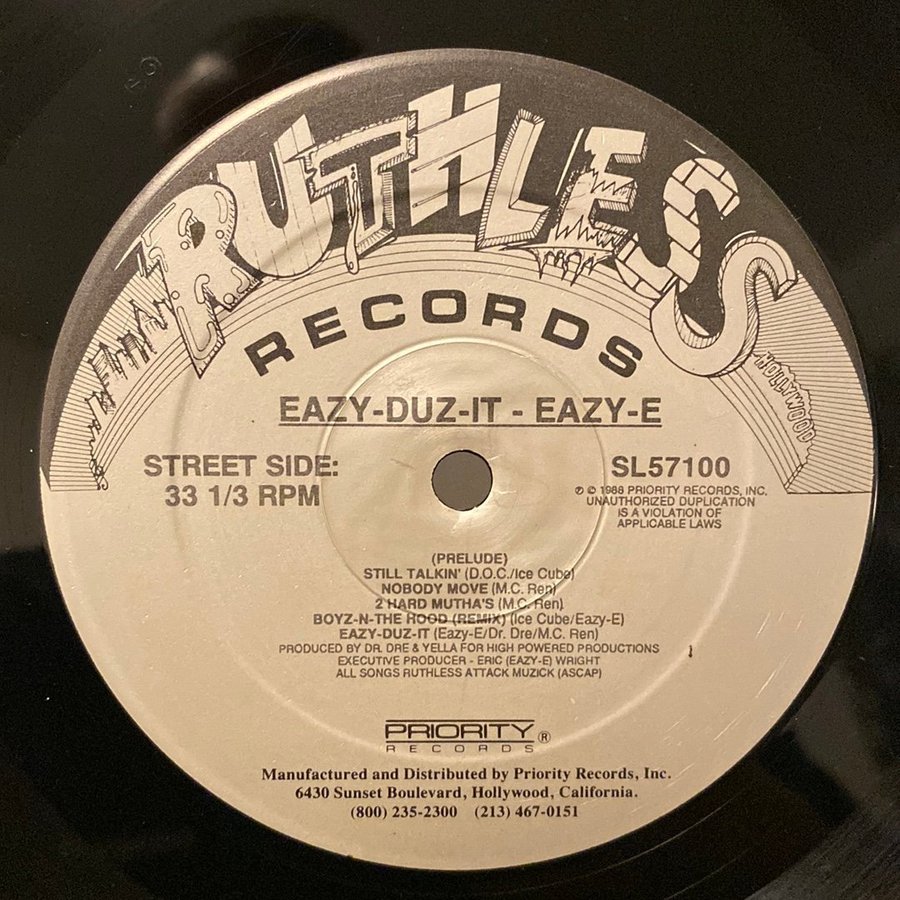 RUTHLESS
RECORDS
HOLLYWOOD
EAZY-DUZ-IT - EAZY-E
STREET SIDE:
33 1/3 RPM
SL57100
℗ © 1988 PRIORITY RECORDS, INC.
UNAUTHORIZED DUPLICATION
IS A VIOLATION OF
APPLICABLE LAWS
(PRELUDE)
STILL TALKIN' (D.O.C./Ice Cube)
NOBODY MOVE (M.C. Ren)
2 HARD MUTHA'S (M.C. Ren)
BOYZ-N-THE HOOD (REMIX) (Ice Cube/Eazy-E)
EAZY-DUZ-IT (Eazy-E/Dr. Dre/M.C. Ren)
PRODUCED BY DR. DRE & YELLA FOR HIGH POWERED PRODUCTIONS
EXECUTIVE PRODUCER - ERIC (EAZY-E) WRIGHT
ALL SONGS RUTHLESS ATTACK MUZICK (ASCAP)
PRIORITY ®
RECORDS
Manufactured and Distributed by Priority Records, Inc.
6430 Sunset Boulevard, Hollywood, California.
(800) 235-2300 (213) 467-0151